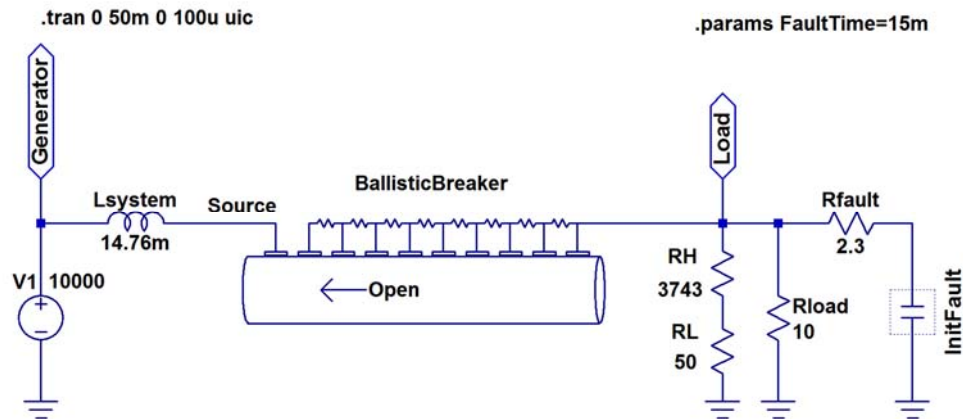 .tran 0 50m 0 100u uic
.params FaultTime=15m
Generator
Load
Lsystem
14.76m
Source
BallisticBreaker
Rfault
2.3
V1
10000
Open
RH
3743
RL
50
Rload
10
InitFault